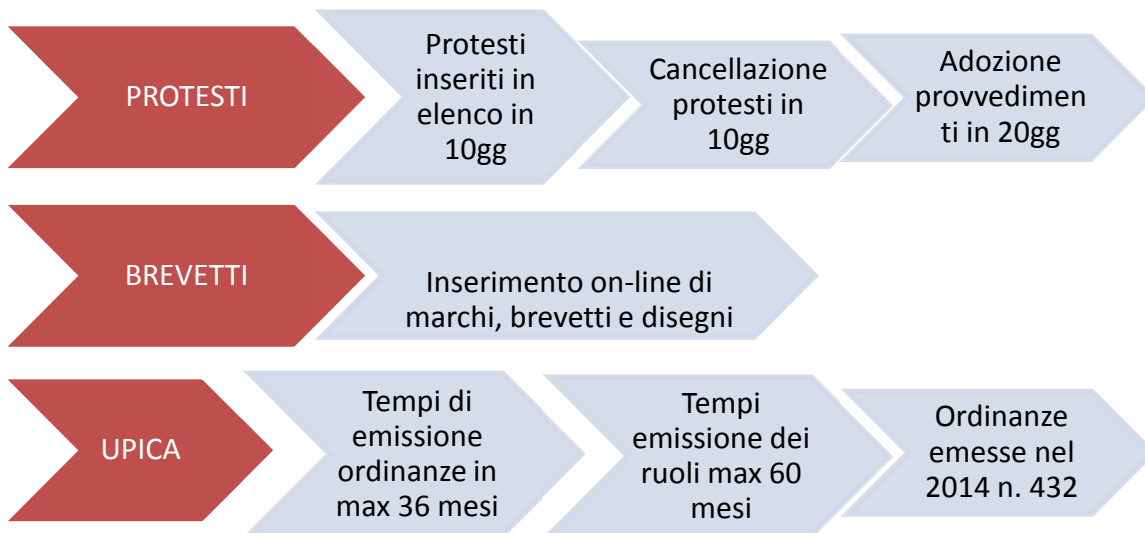 PROTESTI
Protesti
inseriti in
elenco in
10gg
Cancellazione
protesti in
10gg
Adozione
provvedimen
ti in 20gg
BREVETTI
Inserimento on-line di
marchi, brevetti e disegni
UPICA
Tempi di
emissione
ordinanze in
max 36 mesi
Tempi
emissione dei
ruoli max 60
mesi
Ordinanze
emesse nel
2014 n. 432